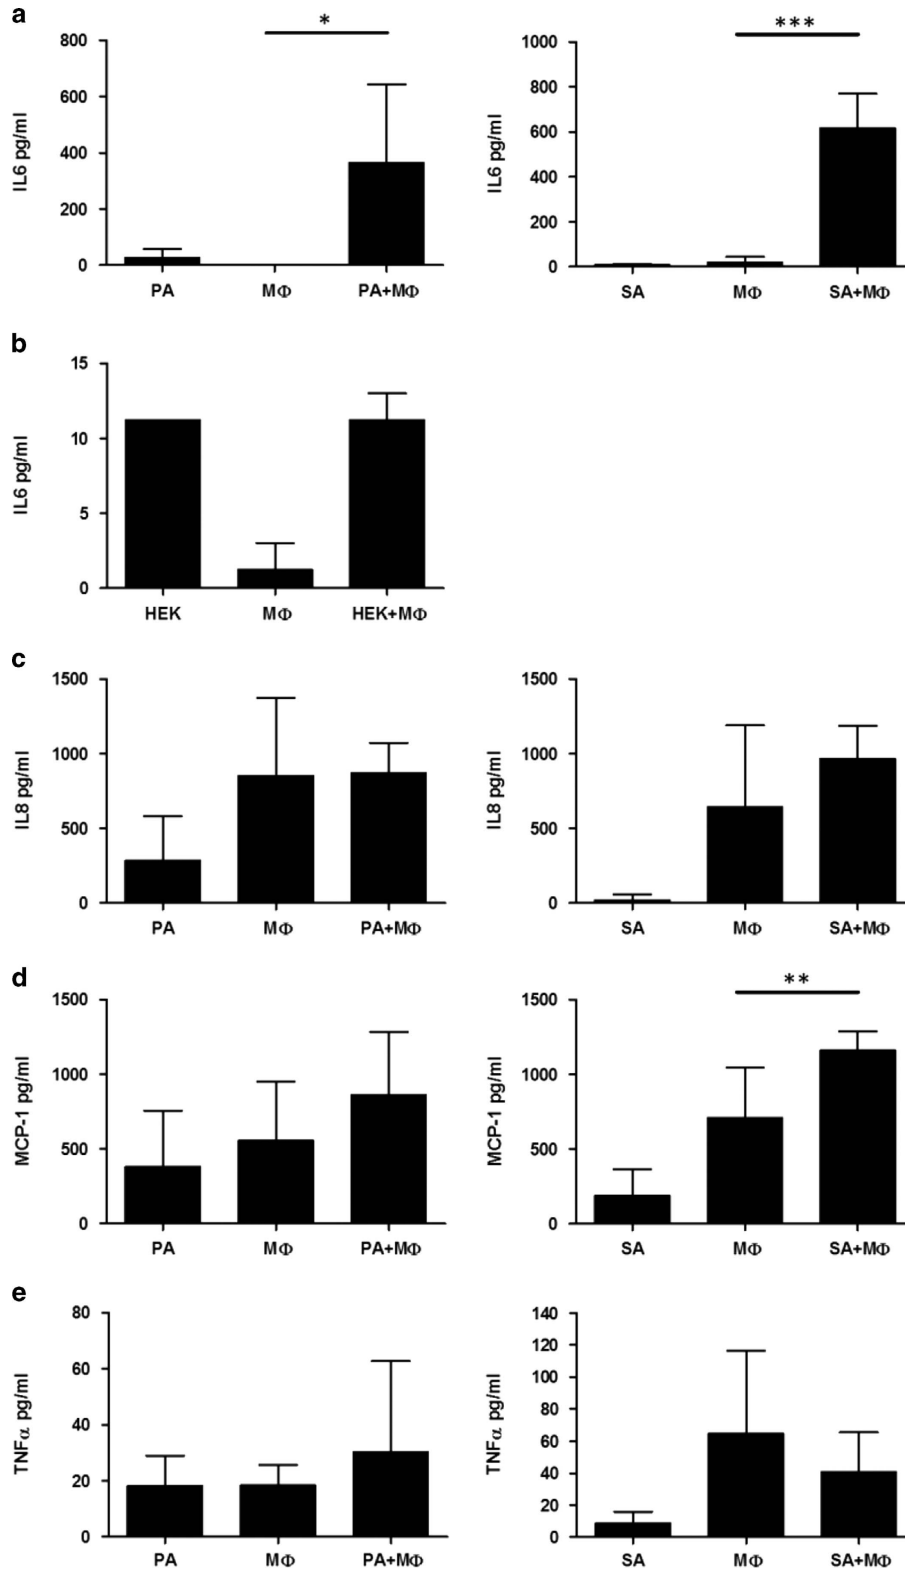 a
*
800
600
400
200
0
IL6 pg/ml
PA MΦ PA+MΦ
***
1000
800
600
400
200
0
IL6 pg/ml
SA MΦ SA+MΦ
b
15
10
5
0
IL6 pg/ml
HEK MΦ HEK+MΦ
c
1500
1000
500
0
IL8 pg/ml
PA MΦ PA+MΦ
1500
1000
500
0
IL8 pg/ml
SA MΦ SA+MΦ
d
1500
1000
500
0
MCP-1 pg/ml
PA MΦ PA+MΦ
**
1500
1000
500
0
MCP-1 pg/ml
SA MΦ SA+MΦ
e
80
60
40
20
0
TNFα pg/ml
PA MΦ PA+MΦ
140
120
100
80
60
40
20
0
TNFα pg/ml
SA MΦ SA+MΦ